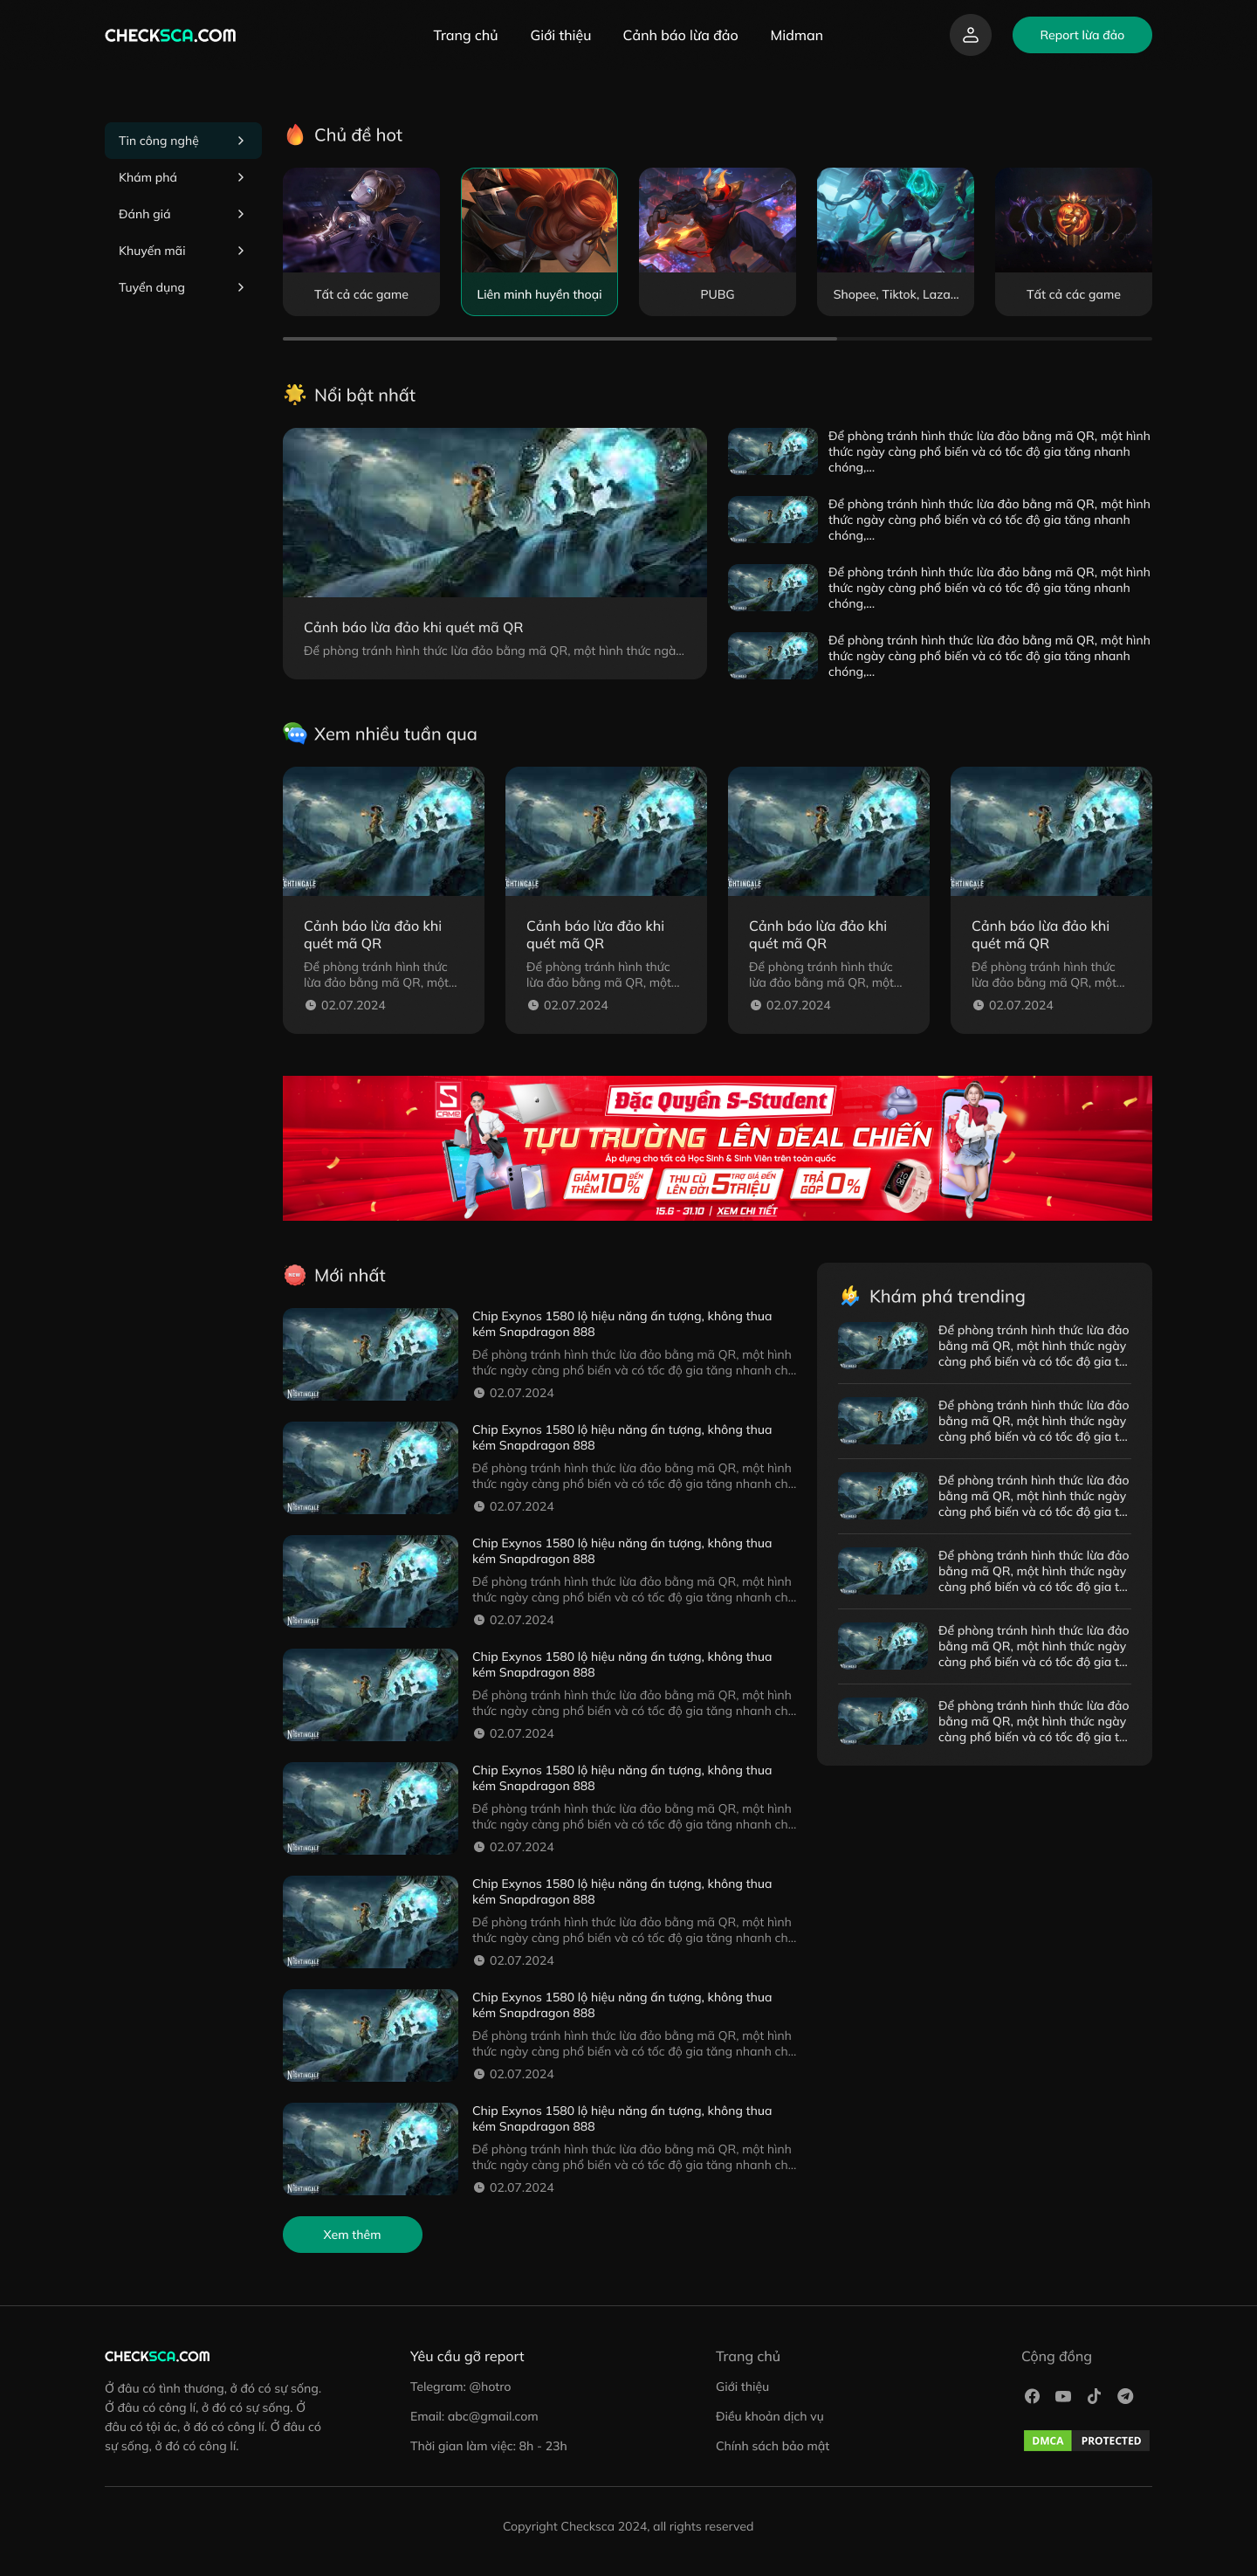 CHECKSCA.COM
Trang chủ
Giới thiệu
Cảnh báo lừa đảo
Midman
Report lừa đảo
Tin công nghệ
Khám phá
Đánh giá
Khuyến mãi
Tuyển dụng
Chủ đề hot
Tất cả các game
Liên minh huyền thoại
PUBG
Shopee, Tiktok, Laza...
Tất cả các game
Nổi bật nhất
Cảnh báo lừa đảo khi quét mã QR
Để phòng tránh hình thức lừa đảo bằng mã QR, một hình thức ngà...
Để phòng tránh hình thức lừa đảo bằng mã QR, một hình
thức ngày càng phổ biến và có tốc độ gia tăng nhanh
chóng,...
Để phòng tránh hình thức lừa đảo bằng mã QR, một hình
thức ngày càng phổ biến và có tốc độ gia tăng nhanh
chóng,...
Để phòng tránh hình thức lừa đảo bằng mã QR, một hình
thức ngày càng phổ biến và có tốc độ gia tăng nhanh
chóng,...
Để phòng tránh hình thức lừa đảo bằng mã QR, một hình
thức ngày càng phổ biến và có tốc độ gia tăng nhanh
chóng,...
Xem nhiều tuần qua
Cảnh báo lừa đảo khi
quét mã QR
Để phòng tránh hình thức
lừa đảo bằng mã QR, một...
02.07.2024
Cảnh báo lừa đảo khi
quét mã QR
Để phòng tránh hình thức
lừa đảo bằng mã QR, một...
02.07.2024
Cảnh báo lừa đảo khi
quét mã QR
Để phòng tránh hình thức
lừa đảo bằng mã QR, một...
02.07.2024
Cảnh báo lừa đảo khi
quét mã QR
Để phòng tránh hình thức
lừa đảo bằng mã QR, một...
02.07.2024
Đặc Quyền S-Student
TỰU TRƯỜNG LÊN DEAL CHIẾN
Áp dụng cho tất cả Học Sinh & Sinh Viên trên toàn quốc
GIẢM THÊM ĐẾN 10%
THU CŨ LÊN ĐỜI TRỢ GIÁ ĐẾN 5 TRIỆU
TRẢ GÓP 0%
15.6 - 31.10 | XEM CHI TIẾT
Mới nhất
Chip Exynos 1580 lộ hiệu năng ấn tượng, không thua
kém Snapdragon 888
Để phòng tránh hình thức lừa đảo bằng mã QR, một hình
thức ngày càng phổ biến và có tốc độ gia tăng nhanh ch...
02.07.2024
Chip Exynos 1580 lộ hiệu năng ấn tượng, không thua
kém Snapdragon 888
Để phòng tránh hình thức lừa đảo bằng mã QR, một hình
thức ngày càng phổ biến và có tốc độ gia tăng nhanh ch...
02.07.2024
Chip Exynos 1580 lộ hiệu năng ấn tượng, không thua
kém Snapdragon 888
Để phòng tránh hình thức lừa đảo bằng mã QR, một hình
thức ngày càng phổ biến và có tốc độ gia tăng nhanh ch...
02.07.2024
Chip Exynos 1580 lộ hiệu năng ấn tượng, không thua
kém Snapdragon 888
Để phòng tránh hình thức lừa đảo bằng mã QR, một hình
thức ngày càng phổ biến và có tốc độ gia tăng nhanh ch...
02.07.2024
Chip Exynos 1580 lộ hiệu năng ấn tượng, không thua
kém Snapdragon 888
Để phòng tránh hình thức lừa đảo bằng mã QR, một hình
thức ngày càng phổ biến và có tốc độ gia tăng nhanh ch...
02.07.2024
Chip Exynos 1580 lộ hiệu năng ấn tượng, không thua
kém Snapdragon 888
Để phòng tránh hình thức lừa đảo bằng mã QR, một hình
thức ngày càng phổ biến và có tốc độ gia tăng nhanh ch...
02.07.2024
Chip Exynos 1580 lộ hiệu năng ấn tượng, không thua
kém Snapdragon 888
Để phòng tránh hình thức lừa đảo bằng mã QR, một hình
thức ngày càng phổ biến và có tốc độ gia tăng nhanh ch...
02.07.2024
Chip Exynos 1580 lộ hiệu năng ấn tượng, không thua
kém Snapdragon 888
Để phòng tránh hình thức lừa đảo bằng mã QR, một hình
thức ngày càng phổ biến và có tốc độ gia tăng nhanh ch...
02.07.2024
Xem thêm
Khám phá trending
Để phòng tránh hình thức lừa đảo
bằng mã QR, một hình thức ngày
càng phổ biến và có tốc độ gia t...
Để phòng tránh hình thức lừa đảo
bằng mã QR, một hình thức ngày
càng phổ biến và có tốc độ gia t...
Để phòng tránh hình thức lừa đảo
bằng mã QR, một hình thức ngày
càng phổ biến và có tốc độ gia t...
Để phòng tránh hình thức lừa đảo
bằng mã QR, một hình thức ngày
càng phổ biến và có tốc độ gia t...
Để phòng tránh hình thức lừa đảo
bằng mã QR, một hình thức ngày
càng phổ biến và có tốc độ gia t...
Để phòng tránh hình thức lừa đảo
bằng mã QR, một hình thức ngày
càng phổ biến và có tốc độ gia t...
CHECKSCA.COM
Ở đâu có tình thương, ở đó có sự sống.
Ở đâu có công lí, ở đó có sự sống. Ở
đâu có tội ác, ở đó có công lí. Ở đâu có
sự sống, ở đó có công lí.
Yêu cầu gỡ report
Telegram: @hotro
Email: abc@gmail.com
Thời gian làm việc: 8h - 23h
Trang chủ
Giới thiệu
Điều khoản dịch vụ
Chính sách bảo mật
Cộng đồng
DMCA PROTECTED
Copyright Checksca 2024, all rights reserved